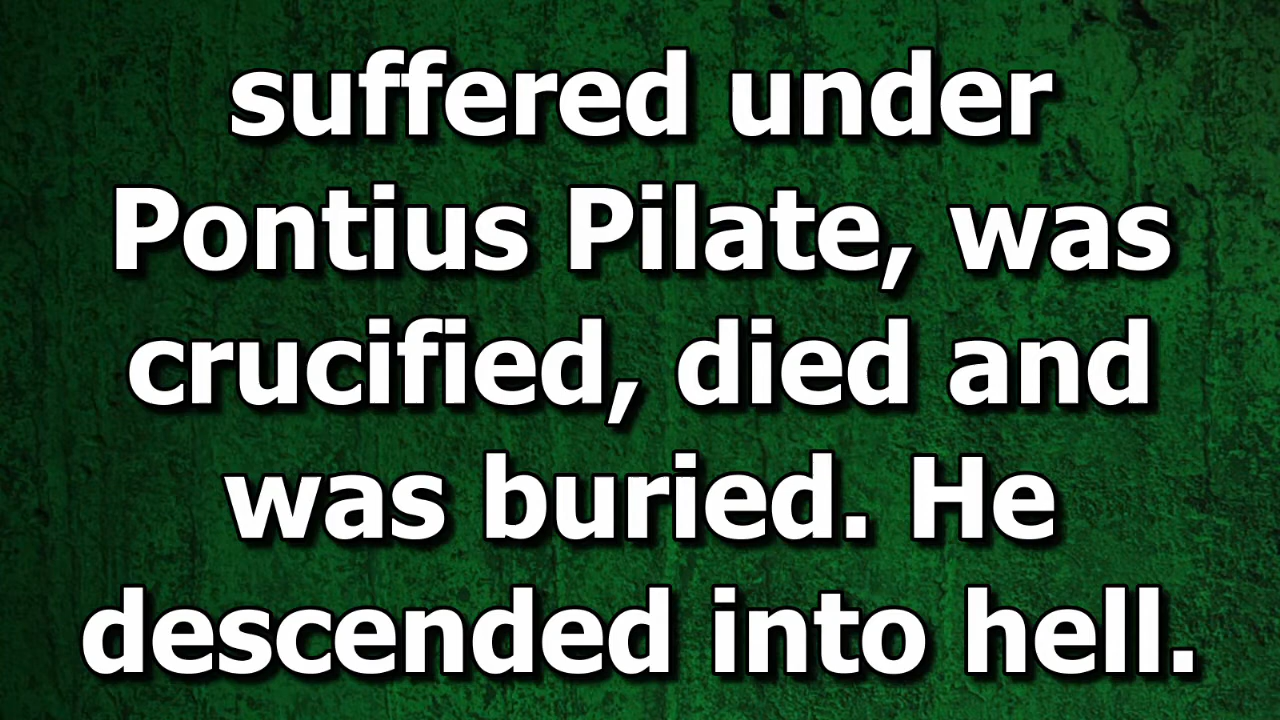 suffered under
Pontius Pilate, was
crucified, died and
was buried. He
descended into hell.